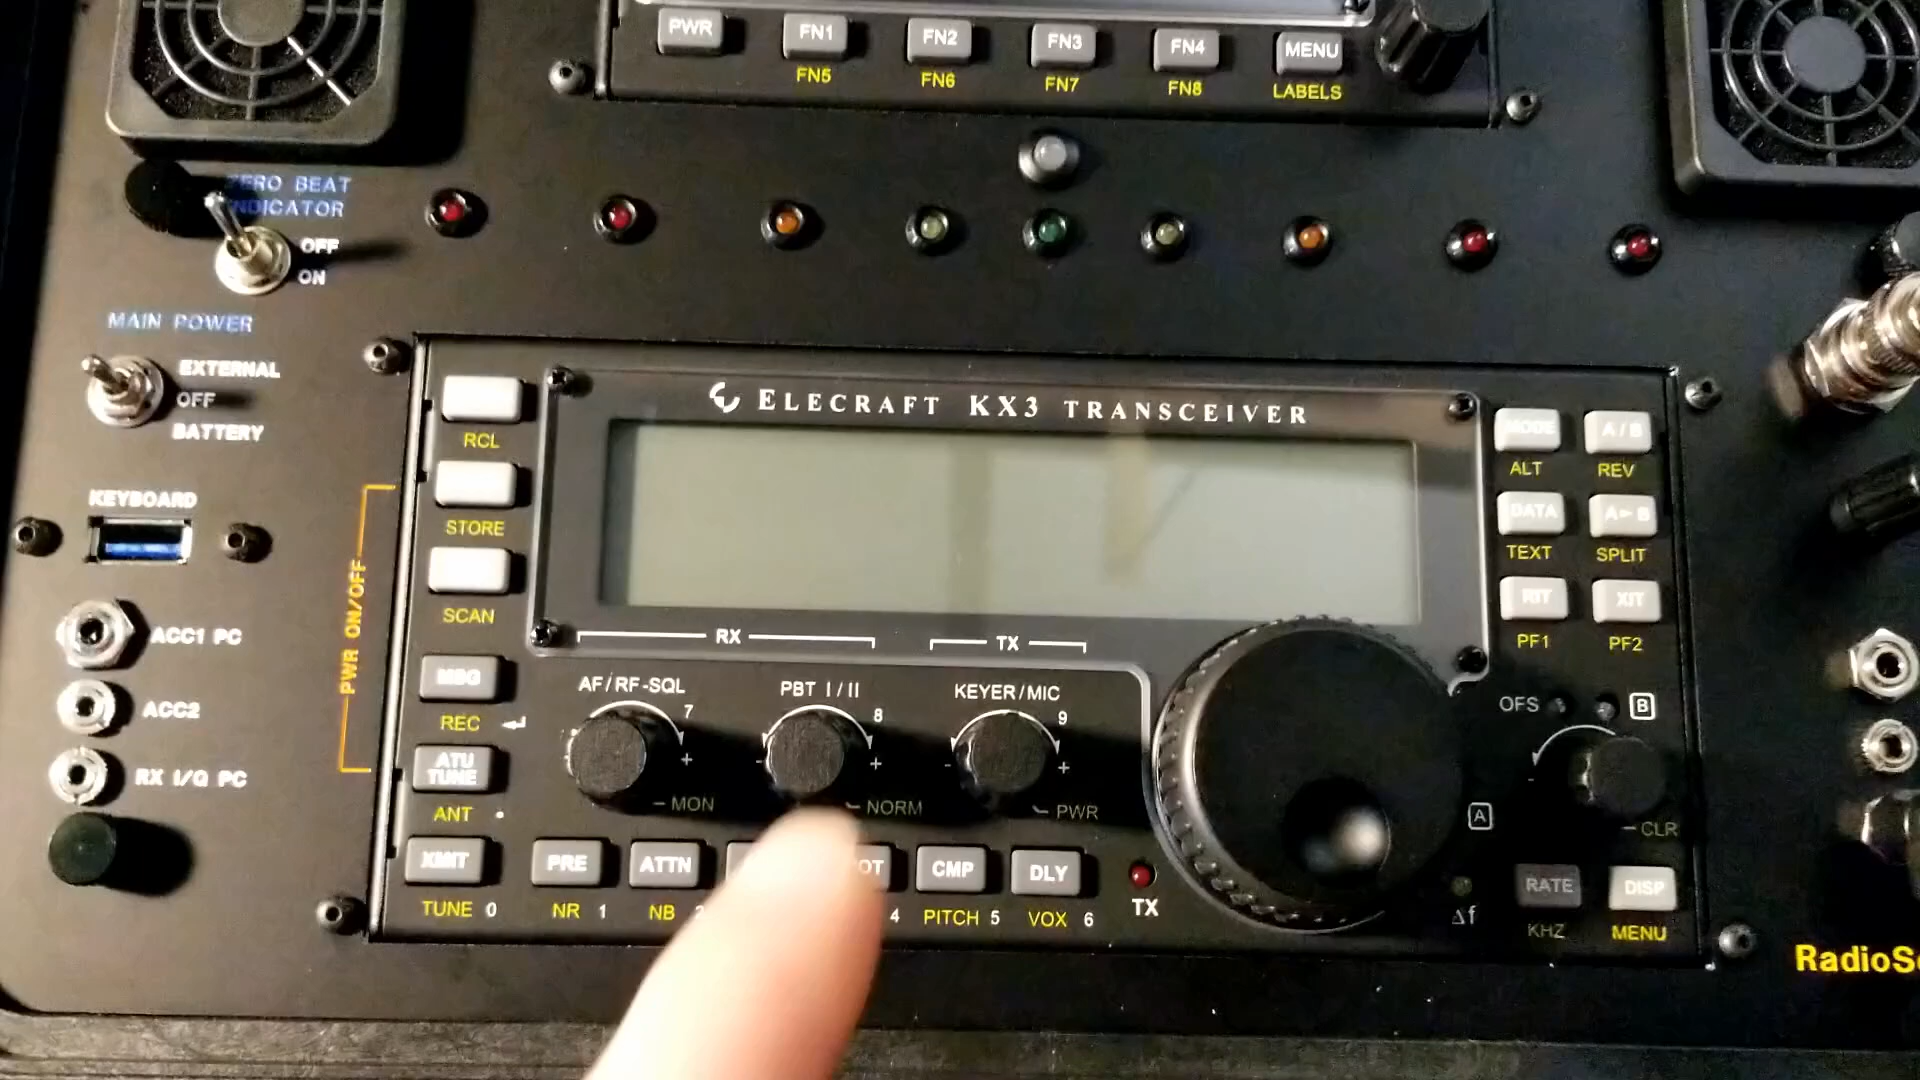 PWR FN1 FN2 FN3 FN4 MENU
FN5 FN6 FN7 FN8 LABELS
ZERO BEAT
INDICATOR
OFF
ON
MAIN POWER
EXTERNAL
OFF
BATTERY
KEYBOARD
ACC1 PC
ACC2
RX I/Q PC
PWR ON/OFF
ELECRAFT KX3 TRANSCEIVER
RCL
STORE
SCAN
MSG
REC
ATU
TUNE
ANT
XMIT
TUNE 0
MODE A/B
ALT REV
DATA A►B
TEXT SPLIT
RIT XIT
PF1 PF2
RX TX
AF/RF-SQL PBT I/II KEYER/MIC
7 8 9
- + - +
+
- MON NORM PWR
PRE ATTN CMP DLY
NR 1 NB 4 PITCH 5 VOX 6
TX
OFS B
-
A
- CLR
RATE DISP
Δf KHZ MENU